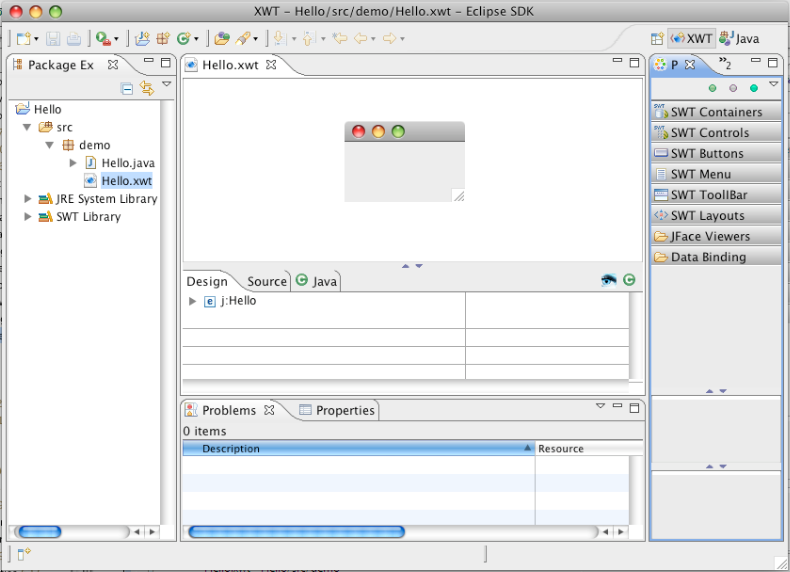 XWT - Hello/src/demo/Hello.xwt - Eclipse SDK
XWT Java
Package Ex
Hello
src
demo
Hello.java
Hello.xwt
JRE System Library
SWT Library
Hello.xwt
Design Source Java
j:Hello
Problems Properties
0 items
Description Resource
P »2
SWT Containers
SWT Controls
SWT Buttons
SWT Menu
SWT ToollBar
SWT Layouts
JFace Viewers
Data Binding